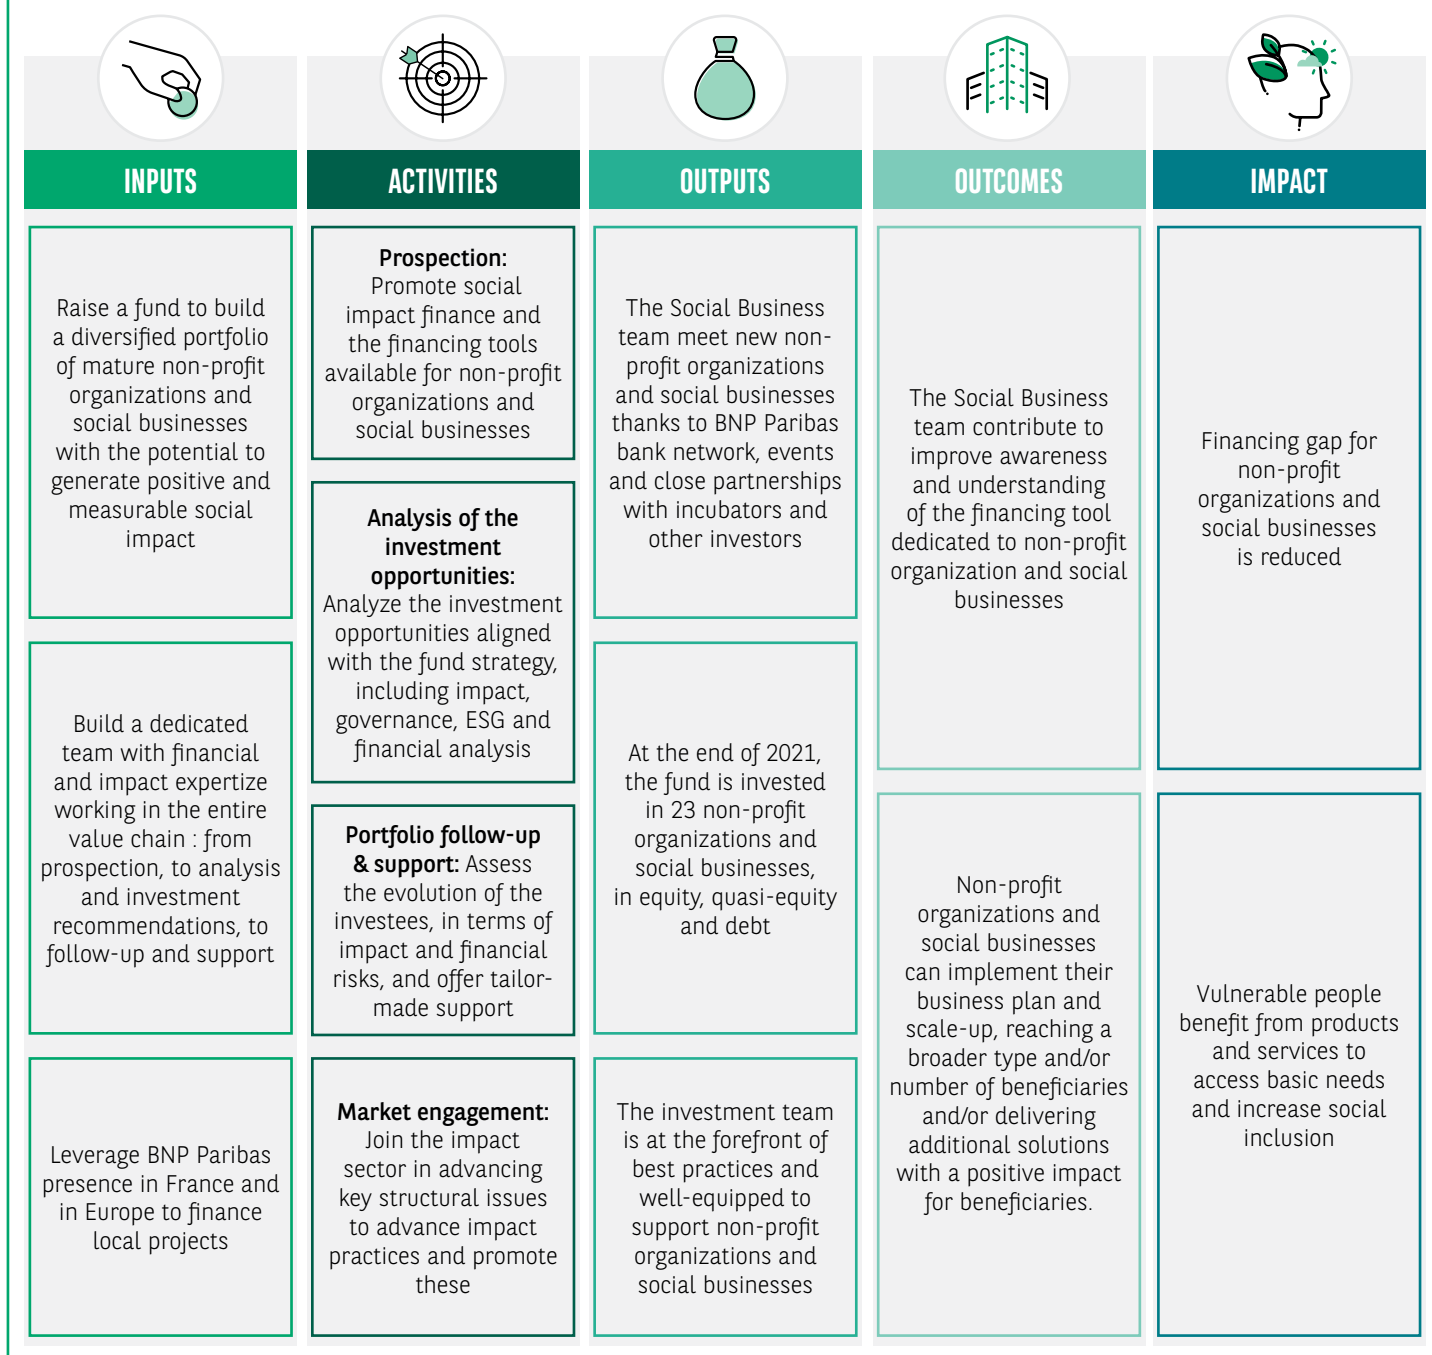 INPUTS
Raise a fund to build
a diversified portfolio
of mature non-profit
organizations and
social businesses
with the potential to
generate positive and
measurable social
impact
Build a dedicated
team with financial
and impact expertize
working in the entire
value chain : from
prospection, to analysis
and investment
recommendations, to
follow-up and support
Leverage BNP Paribas
presence in France and
in Europe to finance
local projects
ACTIVITIES
Prospection:
Promote social
impact finance and
the financing tools
available for non-profit
organizations and
social businesses
Analysis of the
investment
opportunities:
Analyze the investment
opportunities aligned
with the fund strategy,
including impact,
governance, ESG and
financial analysis
Portfolio follow-up
& support: Assess
the evolution of the
investees, in terms of
impact and financial
risks, and offer tailor-
made support
Market engagement:
Join the impact
sector in advancing
key structural issues
to advance impact
practices and promote
these
OUTPUTS
The Social Business
team meet new non-
profit organizations
and social businesses
thanks to BNP Paribas
bank network, events
and close partnerships
with incubators and
other investors
At the end of 2021,
the fund is invested
in 23 non-profit
organizations and
social businesses,
in equity, quasi-equity
and debt
The investment team
is at the forefront of
best practices and
well-equipped to
support non-profit
organizations and
social businesses
OUTCOMES
The Social Business
team contribute to
improve awareness
and understanding
of the financing tool
dedicated to non-profit
organization and social
businesses
Non-profit
organizations and
social businesses
can implement their
business plan and
scale-up, reaching a
broader type and/or
number of beneficiaries
and/or delivering
additional solutions
with a positive impact
for beneficiaries.
IMPACT
Financing gap for
non-profit
organizations and
social businesses
is reduced
Vulnerable people
benefit from products
and services to
access basic needs
and increase social
inclusion